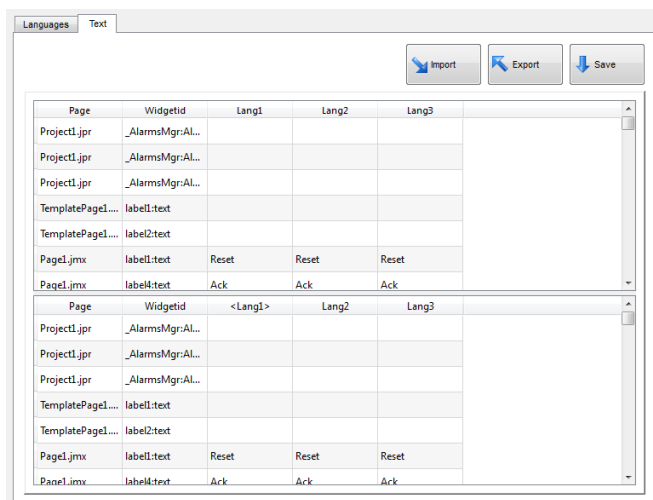 Languages Text
Import Export Save
Page Widgetid Lang1 Lang2 Lang3
Project1.jpr _AlarmsMgr:Al...
Project1.jpr _AlarmsMgr:Al...
Project1.jpr _AlarmsMgr:Al...
TemplatePage1.... label1:text
TemplatePage1.... label2:text
Page1.jmx label1:text Reset Reset Reset
Page1.jmx label4:text Ack Ack Ack
Page Widgetid <Lang1> Lang2 Lang3
Project1.jpr _AlarmsMgr:Al...
Project1.jpr _AlarmsMgr:Al...
Project1.jpr _AlarmsMgr:Al...
TemplatePage1.... label1:text
TemplatePage1.... label2:text
Page1.jmx label1:text Reset Reset Reset
Page1.jmx label4:text Ack Ack Ack